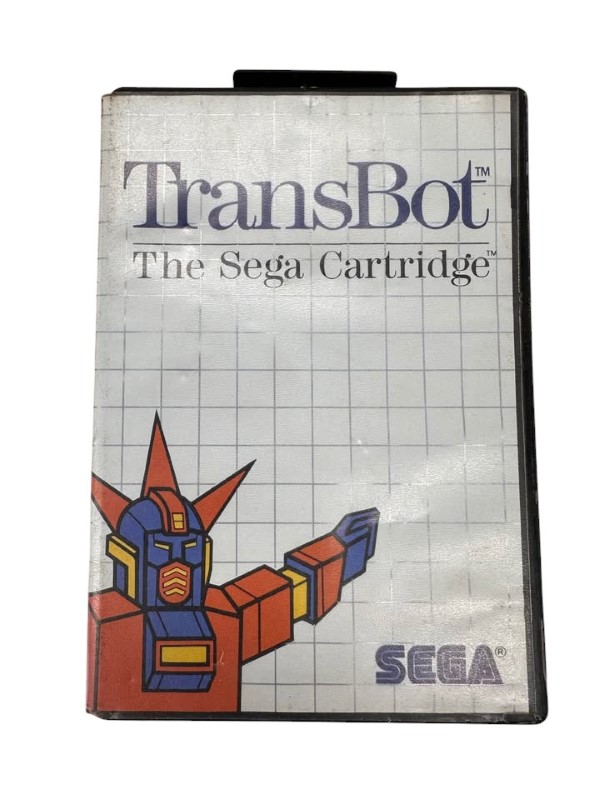 TransBot™
The Sega Cartridge™
SEGA®